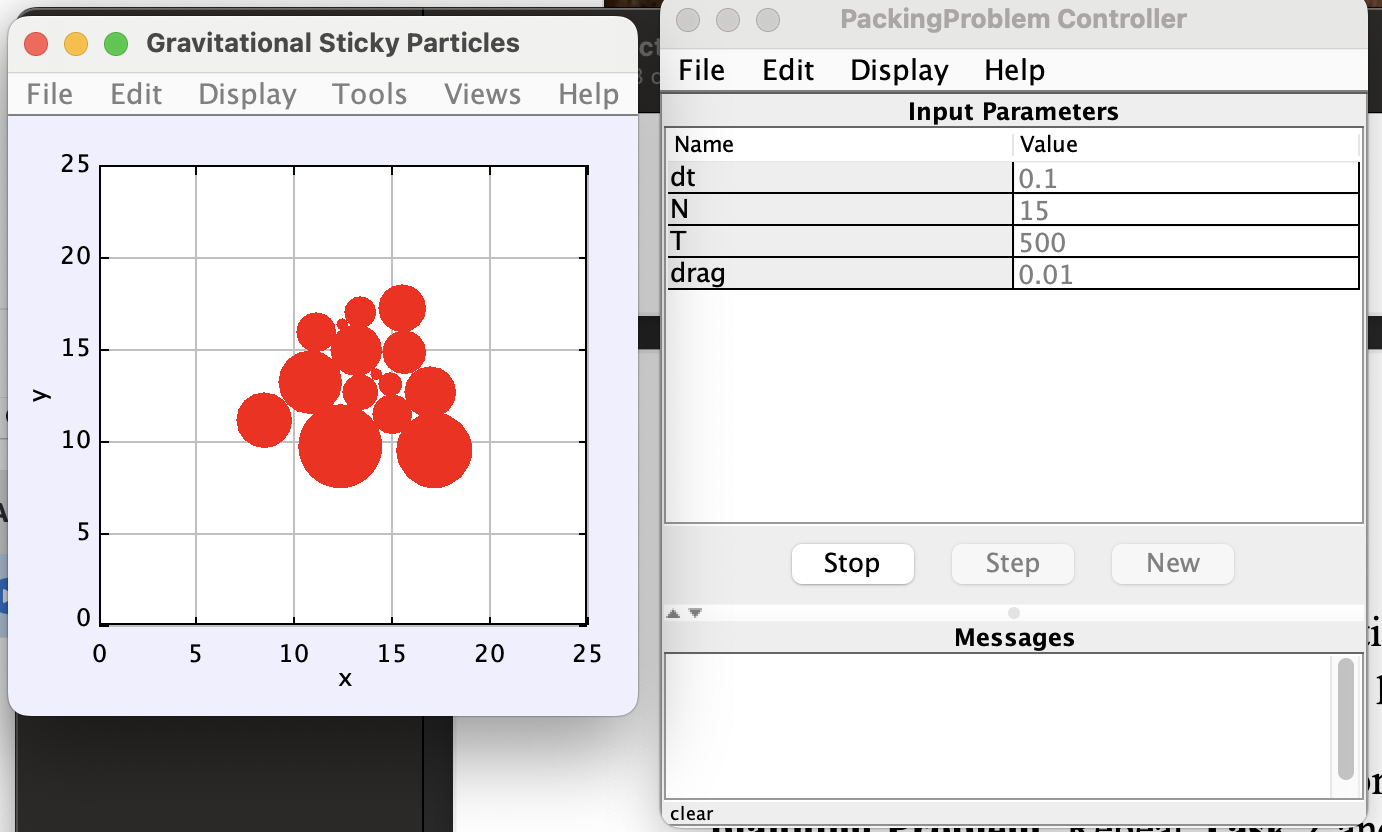 Gravitational Sticky Particles
File Edit Display Tools Views Help
25
20
15
10
5
0
y
0 5 10 15 20 25
x
PackingProblem Controller
File Edit Display Help
Input Parameters
Name Value
dt 0.1
N 15
T 500
drag 0.01
Stop Step New
Messages
clear